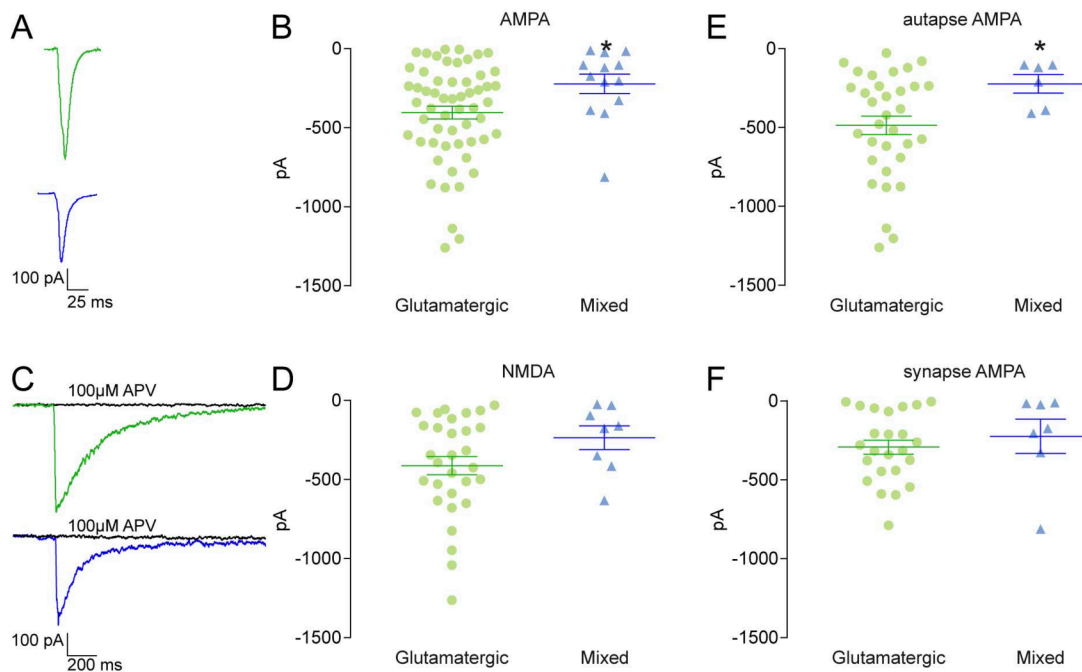 A
100 pA
25 ms
B
AMPA
*
0
-500
-1000
-1500
pA
Glutamatergic
Mixed
E
autapse AMPA
*
0
-500
-1000
-1500
pA
Glutamatergic
Mixed
C
100µM APV
100µM APV
100 pA
200 ms
D
NMDA
0
-500
-1000
-1500
pA
Glutamatergic
Mixed
F
synapse AMPA
0
-500
-1000
-1500
pA
Glutamatergic
Mixed